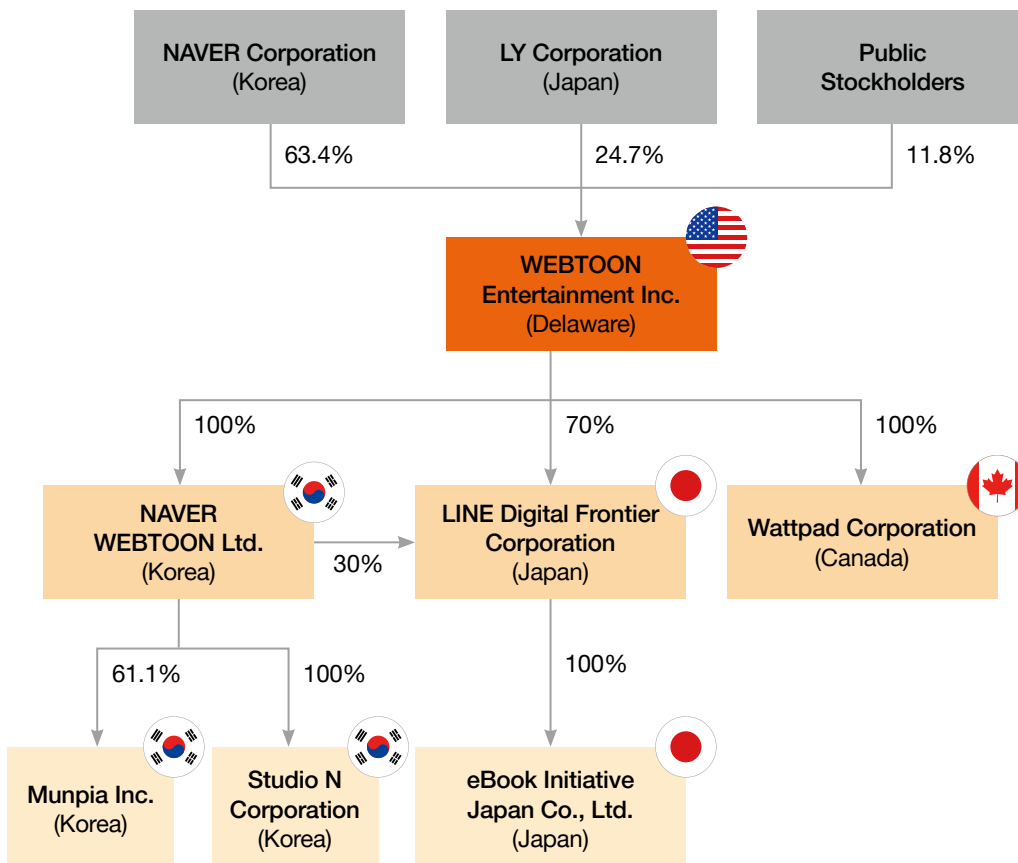 NAVER Corporation
(Korea)
LY Corporation
(Japan)
Public
Stockholders
63.4%
24.7%
11.8%
WEBTOON
Entertainment Inc.
(Delaware)
100%
70%
100%
NAVER
WEBTOON Ltd.
(Korea)
30%
LINE Digital Frontier
Corporation
(Japan)
Wattpad Corporation
(Canada)
61.1%
100%
100%
Munpia Inc.
(Korea)
Studio N
Corporation
(Korea)
eBook Initiative
Japan Co., Ltd.
(Japan)